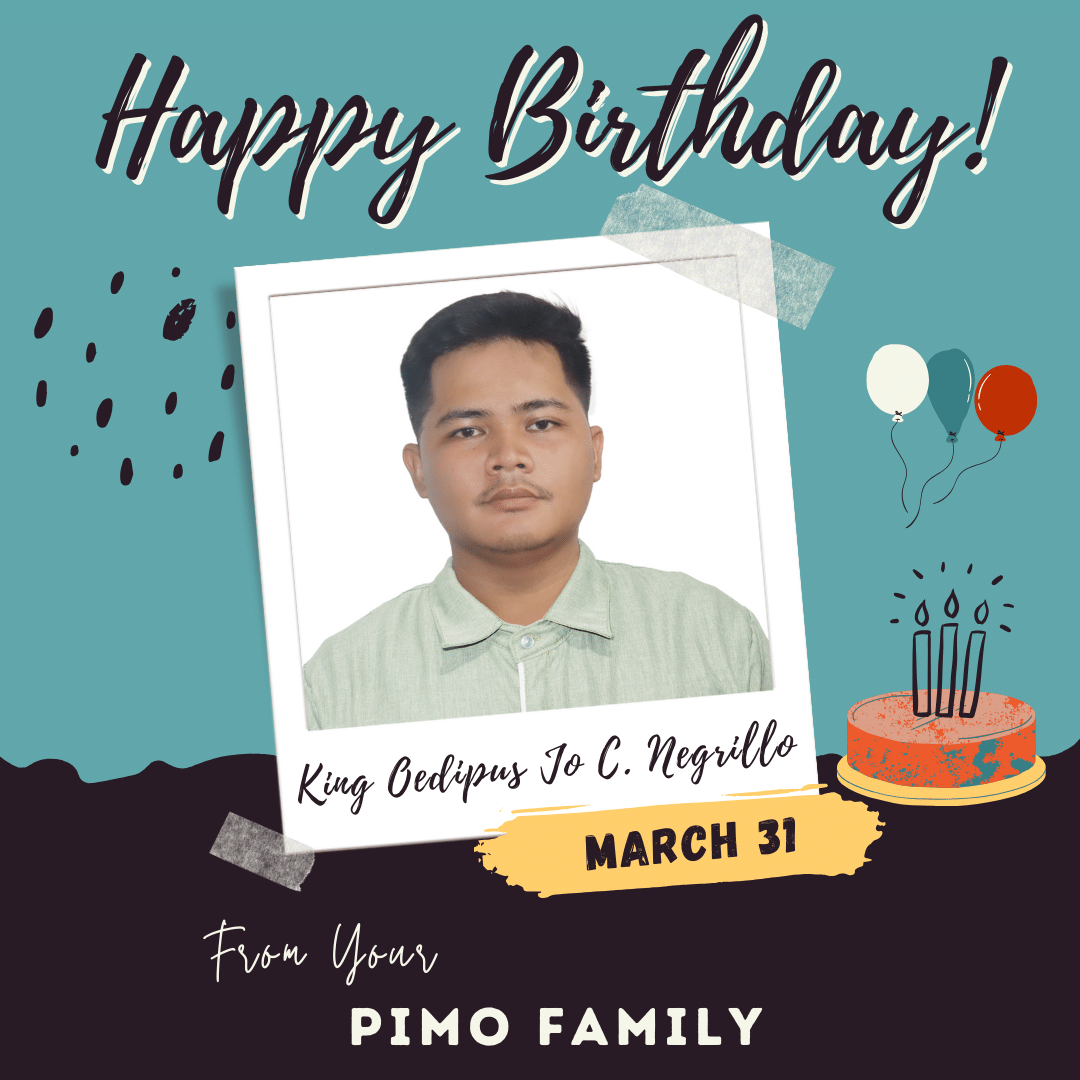 Happy Birthday!
King Oedipus Jo C. Negrillo
MARCH 31
From Your
PIMO FAMILY